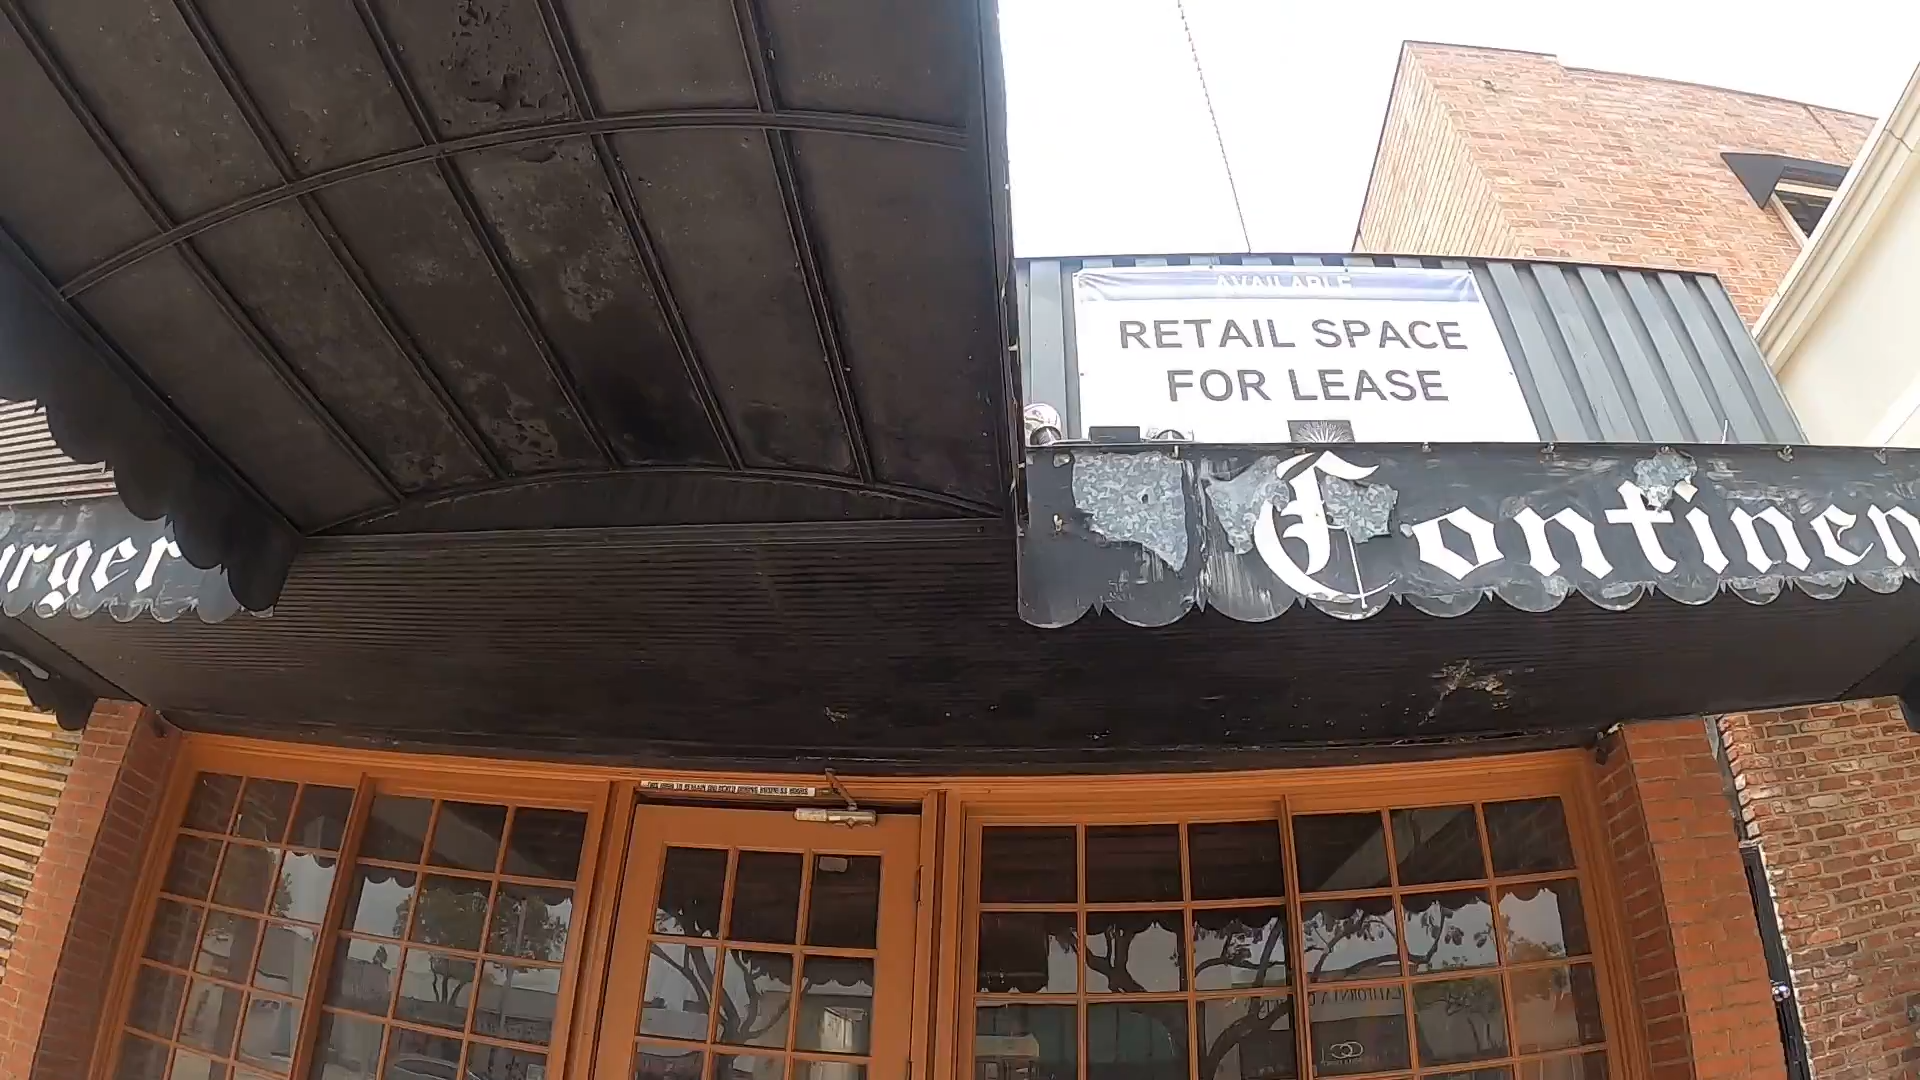 AVAILABLE
RETAIL SPACE
FOR LEASE
urger
Continen